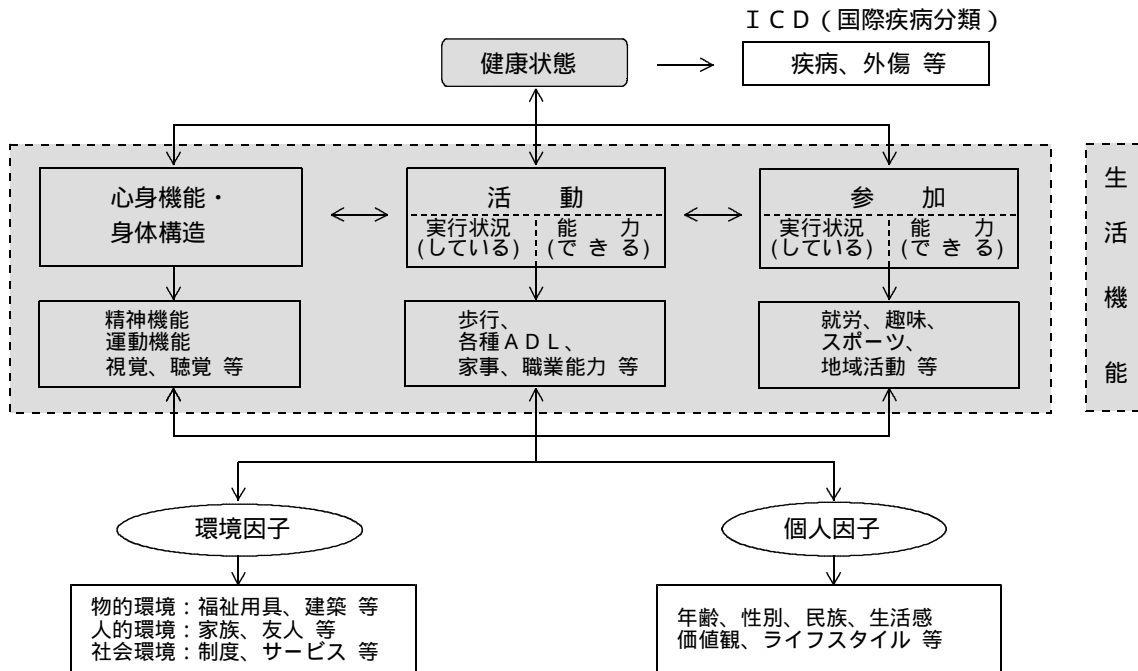 ＩＣＤ（国際疾病分類）
健康状態
疾病、外傷 等
心身機能・
身体構造
活　動
実行状況
(している)
能　力
(で き る)
参　加
実行状況
(している)
能　力
(で き る)
生
活
機
能
精神機能
運動機能
視覚、聴覚 等
歩行、
各種ＡＤＬ、
家事、職業能力 等
就労、趣味、
スポーツ、
地域活動 等
環境因子
個人因子
物的環境：福祉用具、建築 等
人的環境：家族、友人 等
社会環境：制度、サービス 等
年齢、性別、民族、生活感
価値観、ライフスタイル 等